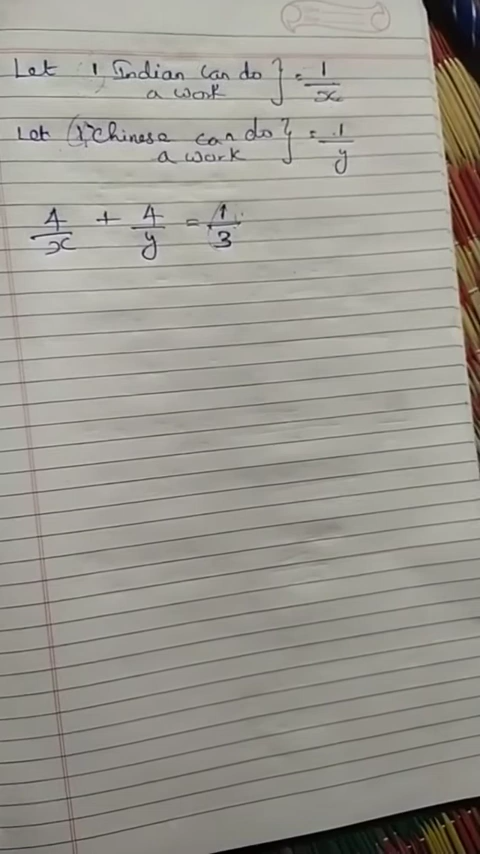 Let 1 Indian can do } = 1/x
a work
Let (1) Chinese can do } = 1/y
a work
4/x + 4/y = 1/3